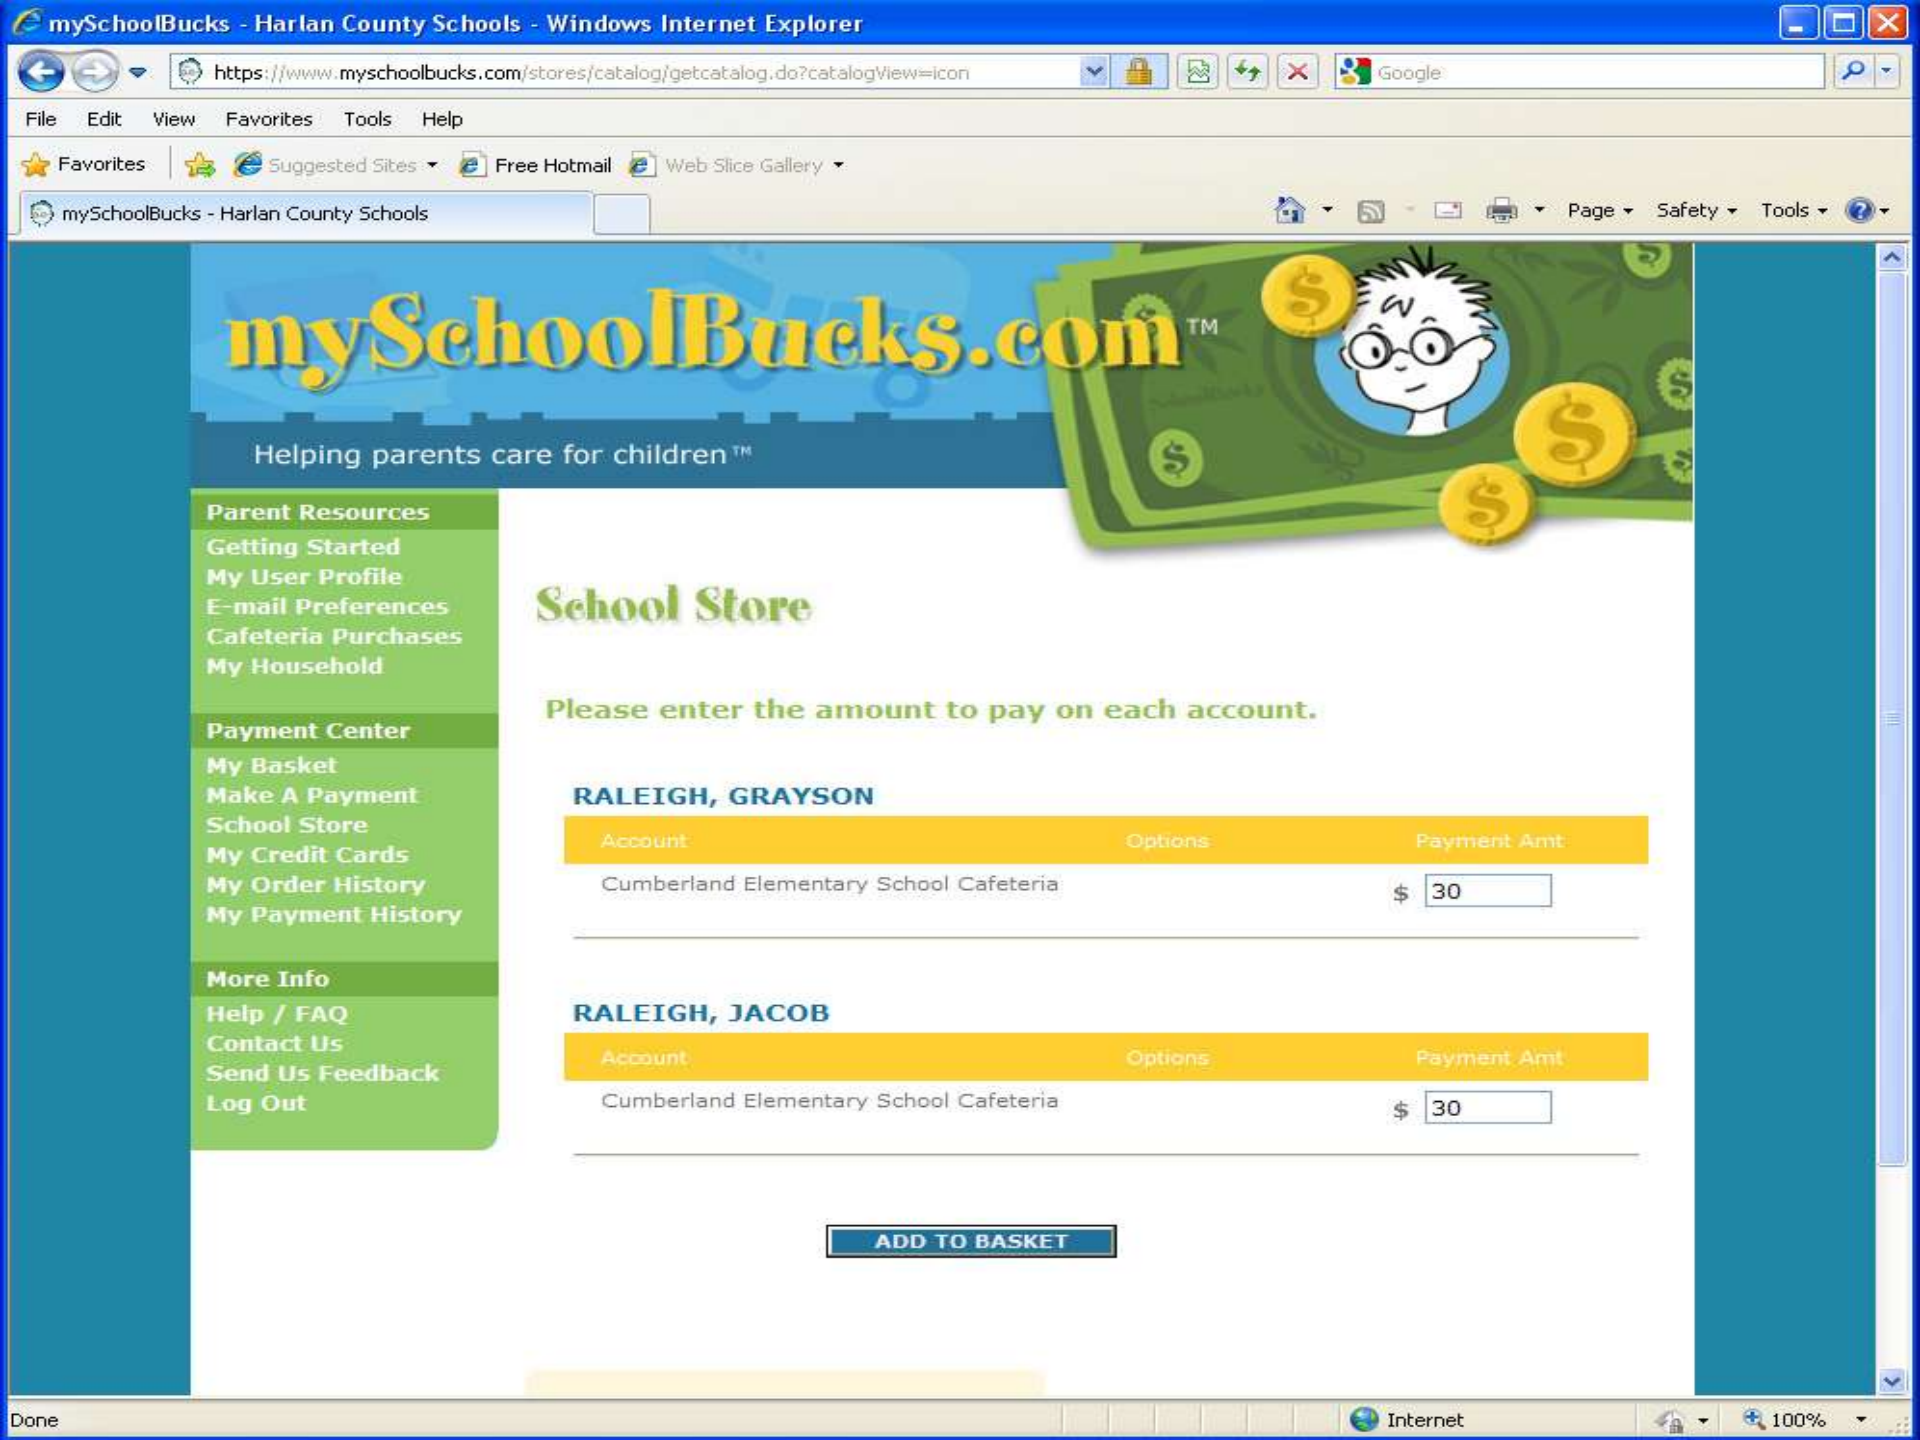 mySchoolBucks - Harlan County Schools - Windows Internet Explorer
https://www.myschoolbucks.com/stores/catalog/getcatalog.do?catalogView=icon
Google
File Edit View Favorites Tools Help
Favorites Suggested Sites Free Hotmail Web Slice Gallery
mySchoolBucks - Harlan County Schools
Page Safety Tools
mySchoolBucks.com™
Helping parents care for children™
Parent Resources
Getting Started
My User Profile
E-mail Preferences
Cafeteria Purchases
My Household
Payment Center
My Basket
Make A Payment
School Store
My Credit Cards
My Order History
My Payment History
More Info
Help / FAQ
Contact Us
Send Us Feedback
Log Out
School Store
Please enter the amount to pay on each account.
RALEIGH, GRAYSON
Account Options Payment Amt
Cumberland Elementary School Cafeteria $ 30
RALEIGH, JACOB
Account Options Payment Amt
Cumberland Elementary School Cafeteria $ 30
ADD TO BASKET
Done Internet 100%